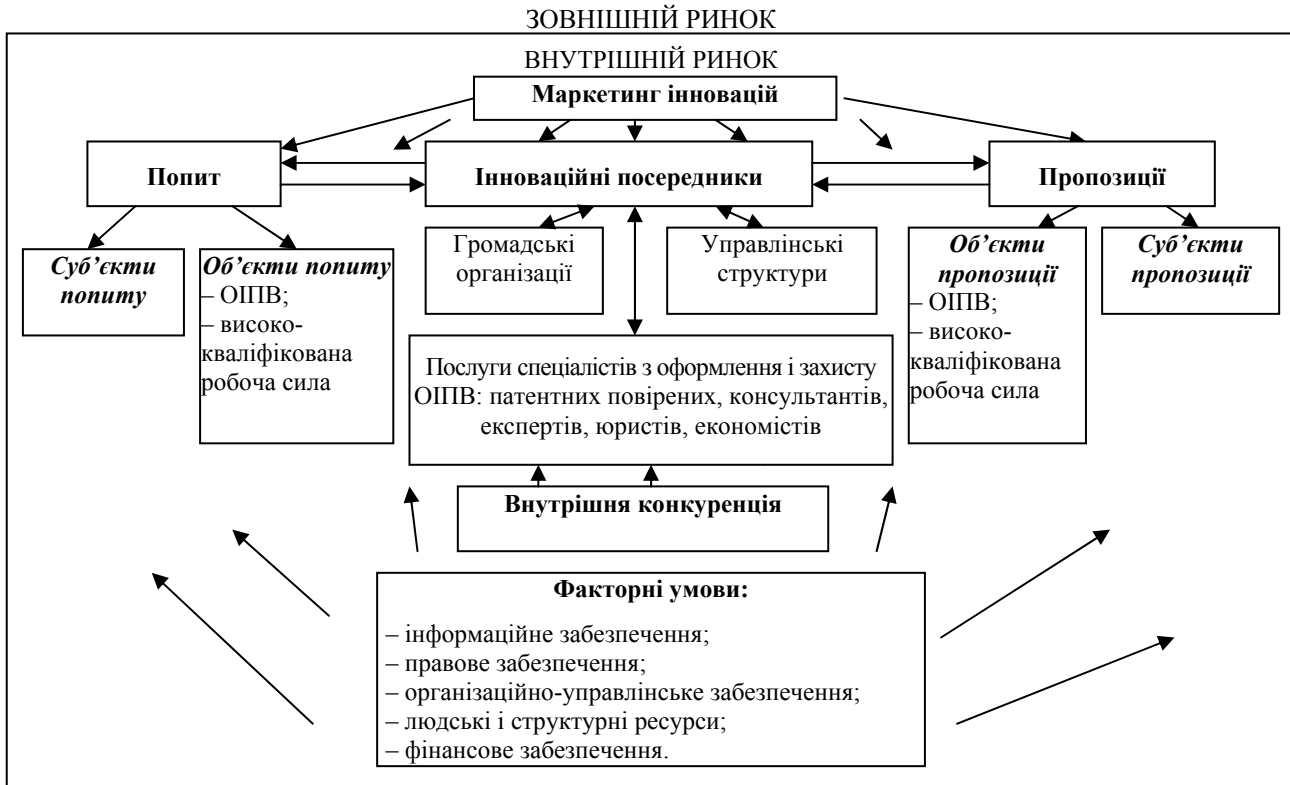 ЗОВНІШНІЙ РИНОК
ВНУТРІШНІЙ РИНОК
Маркетинг інновацій
Попит
Інноваційні посередники
Пропозиції
Суб’єкти
попиту
Об’єкти попиту
– ОІПВ;
– високо-
кваліфікована
робоча сила
Громадські
організації
Управлінські
структури
Об’єкти
пропозиції
– ОІПВ;
– високо-
кваліфікована
робоча сила
Суб’єкти
пропозиції
Послуги спеціалістів з оформлення і захисту
ОІПВ: патентних повірених, консультантів,
експертів, юристів, економістів
Внутрішня конкуренція
Факторні умови:
– інформаційне забезпечення;
– правове забезпечення;
– організаційно-управлінське забезпечення;
– людські і структурні ресурси;
– фінансове забезпечення.